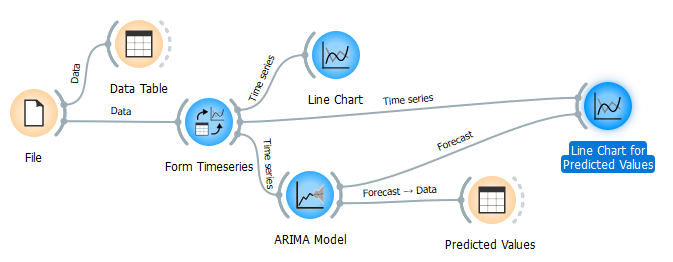 Data
Data Table
Data
File
Form Timeseries
Time series
Line Chart
Time series
Time series
Line Chart for
Predicted Values
ARIMA Model
Forecast
Forecast → Data
Predicted Values